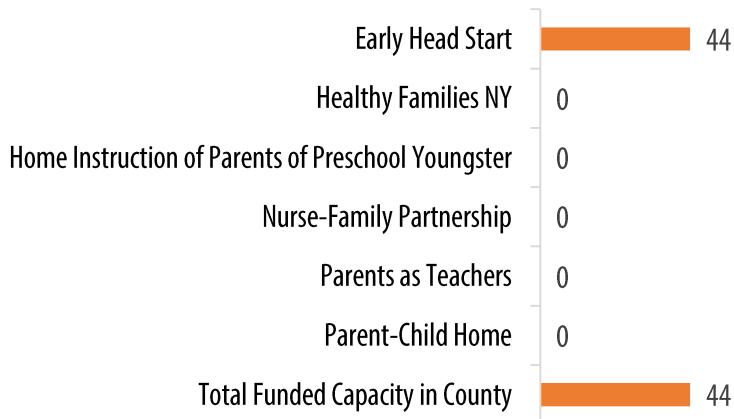 Early Head Start 44
Healthy Families NY 0
Home Instruction of Parents of Preschool Youngster 0
Nurse-Family Partnership 0
Parents as Teachers 0
Parent-Child Home 0
Total Funded Capacity in County 44